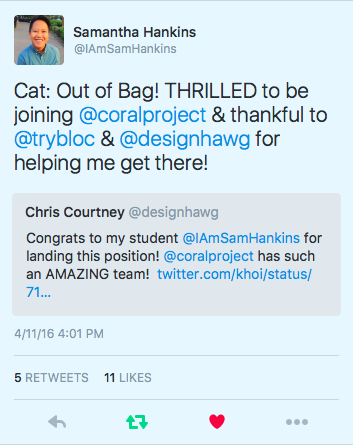 Samantha Hankins
@IAmSamHankins
Cat: Out of Bag! THRILLED to be
joining @coralproject & thankful to
@trybloc & @designhawg for
helping me get there!
Chris Courtney @designhawg
Congrats to my student @IAmSamHankins for
landing this position! @coralproject has such
an AMAZING team! twitter.com/khoi/status/
71...
4/11/16 4:01 PM
5 RETWEETS 11 LIKES